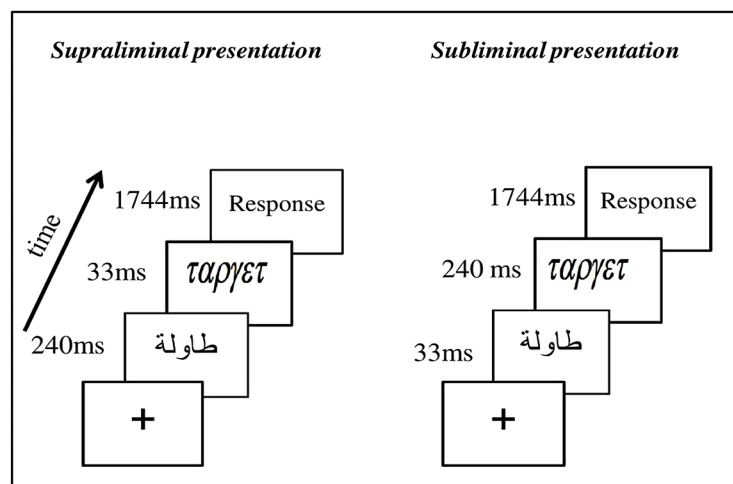 Supraliminal presentation
Subliminal presentation
time
1744ms
Response
33ms
ταργετ
240ms
طاولة
+
1744ms
Response
240 ms
ταργετ
33ms
طاولة
+